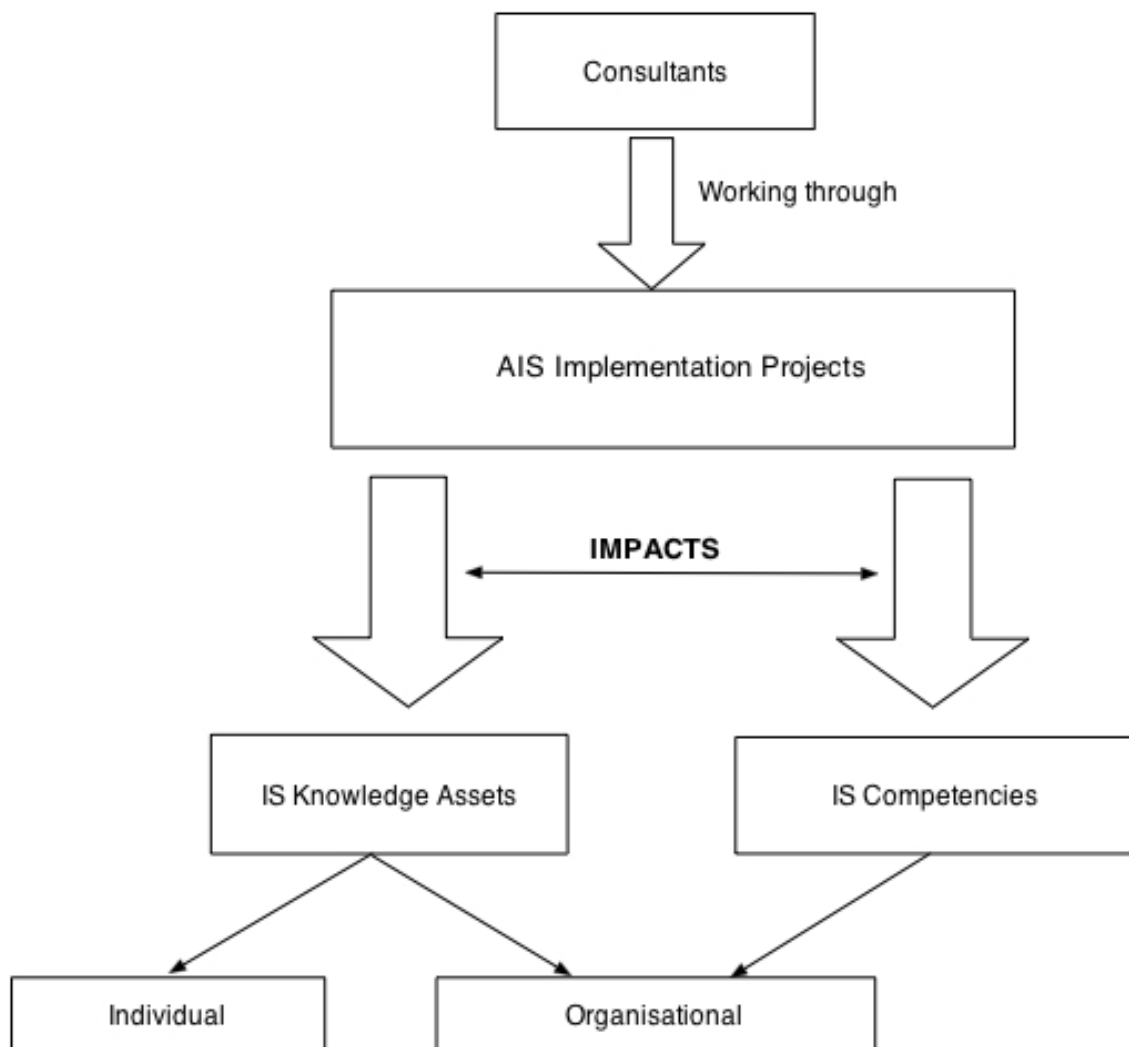 Consultants
Working through
AIS Implementation Projects
IMPACTS
IS Knowledge Assets
IS Competencies
Individual
Organisational